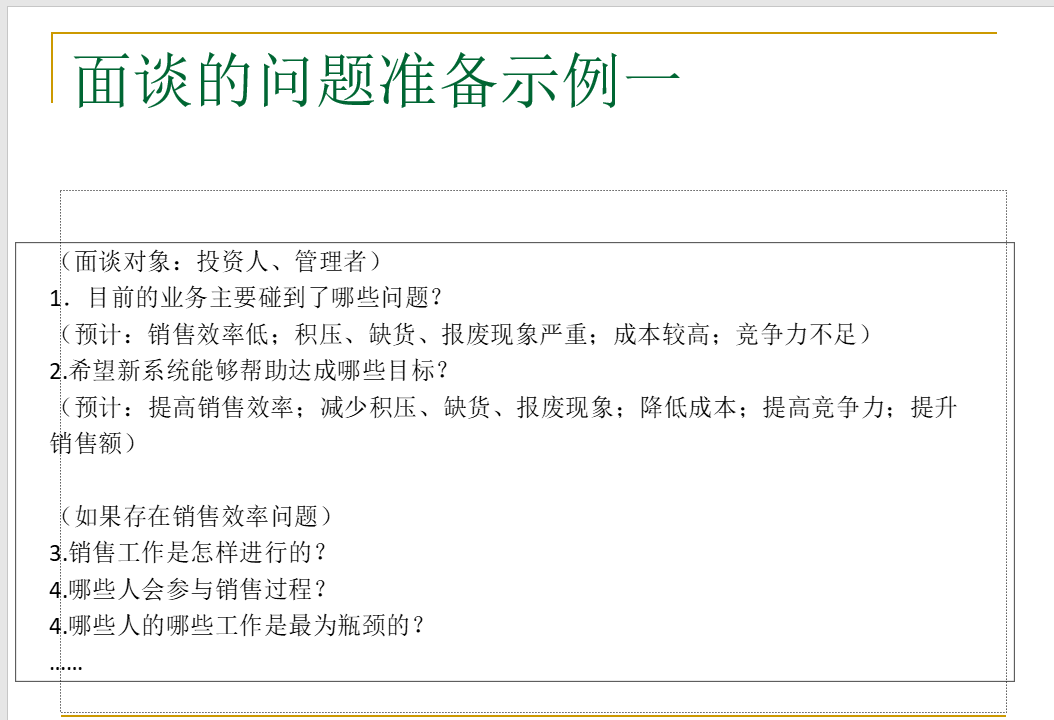 面谈的问题准备示例一
（面谈对象：投资人、管理者）
1．目前的业务主要碰到了哪些问题？
（预计：销售效率低；积压、缺货、报废现象严重；成本较高；竞争力不足）
2.希望新系统能够帮助达成哪些目标？
（预计：提高销售效率；减少积压、缺货、报废现象；降低成本；提高竞争力；提升
销售额）
（如果存在销售效率问题）
3.销售工作是怎样进行的？
4.哪些人会参与销售过程？
4.哪些人的哪些工作是最为瓶颈的？
……